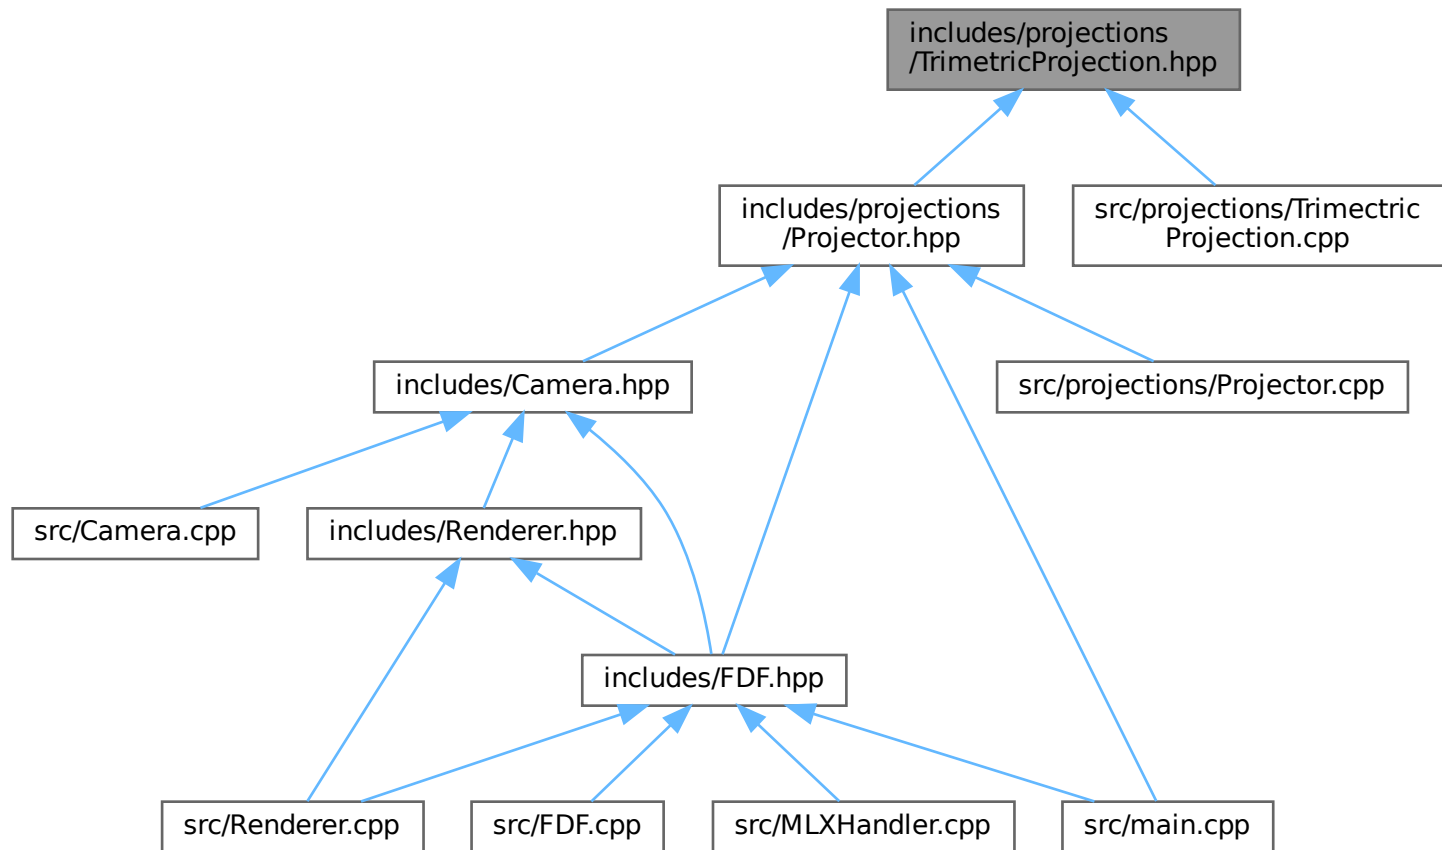 includes/projections
/TrimetricProjection.hpp
includes/projections
/Projector.hpp
src/projections/Trimectric
Projection.cpp
includes/Camera.hpp
src/projections/Projector.cpp
src/Camera.cpp
includes/Renderer.hpp
includes/FDF.hpp
src/Renderer.cpp
src/FDF.cpp
src/MLXHandler.cpp
src/main.cpp